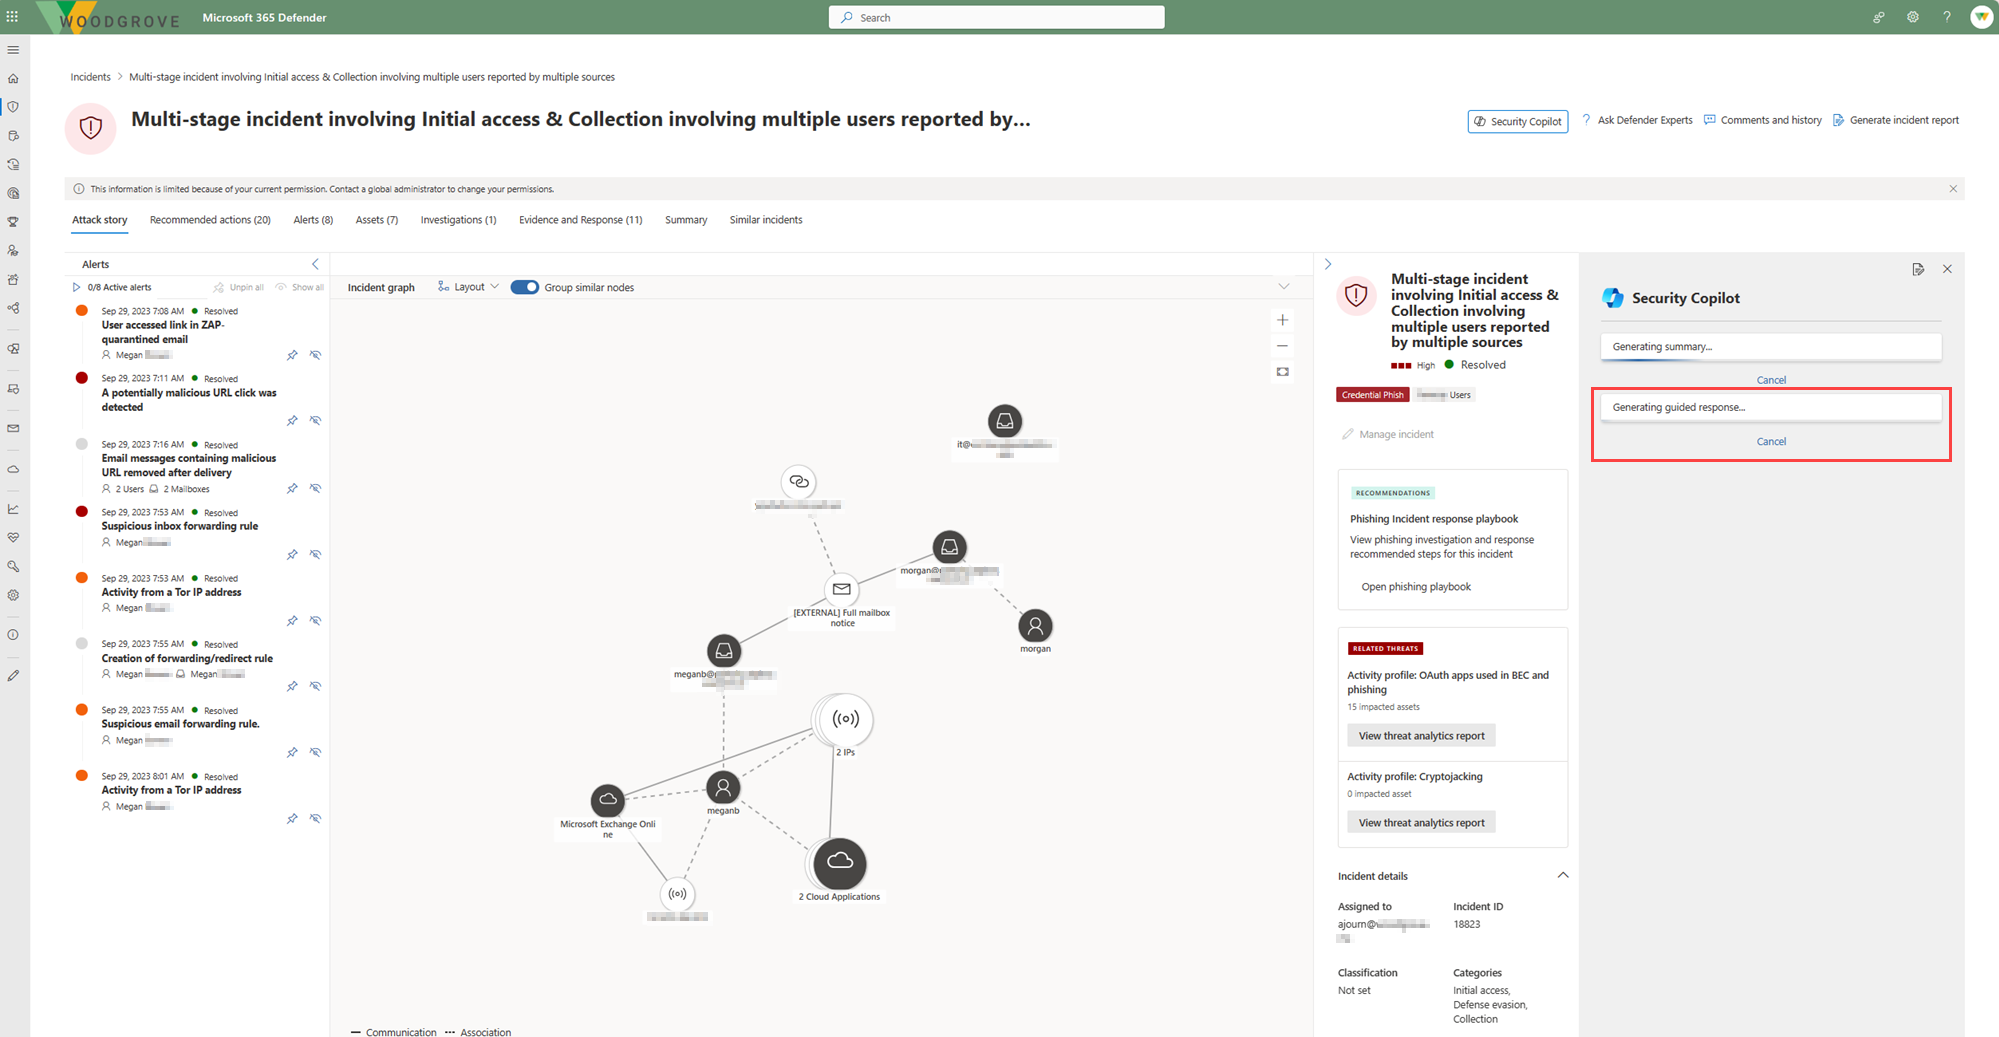 WOODGROVE
Microsoft 365 Defender
Search
Incidents > Multi-stage incident involving Initial access & Collection involving multiple users reported by multiple sources
Multi-stage incident involving Initial access & Collection involving multiple users reported by...
Security Copilot
? Ask Defender Experts
Comments and history
Generate incident report
This information is limited because of your current permission. Contact a global administrator to change your permissions.
Attack story
Recommended actions (20)
Alerts (8)
Assets (7)
Investigations (1)
Evidence and Response (11)
Summary
Similar incidents
Alerts
0/8 Active alerts
Unpin all
Show all
Sep 29, 2023 7:08 AM Resolved
User accessed link in ZAP-
quarantined email
Megan
Sep 29, 2023 7:11 AM Resolved
A potentially malicious URL click was
detected
Sep 29, 2023 7:16 AM Resolved
Email messages containing malicious
URL removed after delivery
2 Users 2 Mailboxes
Sep 29, 2023 7:53 AM Resolved
Suspicious inbox forwarding rule
Megan
Sep 29, 2023 7:53 AM Resolved
Activity from a Tor IP address
Megan
Sep 29, 2023 7:55 AM Resolved
Creation of forwarding/redirect rule
Megan Megan
Sep 29, 2023 7:55 AM Resolved
Suspicious email forwarding rule.
Megan
Sep 29, 2023 8:01 AM Resolved
Activity from a Tor IP address
Megan
Incident graph
Layout
Group similar nodes
it@
morgan@
[EXTERNAL] Full mailbox
notice
morgan
meganb@
2 IPs
meganb
Microsoft Exchange Onli
ne
2 Cloud Applications
Communication
Association
Multi-stage incident
involving Initial access &
Collection involving
multiple users reported
by multiple sources
High Resolved
Credential Phish
Users
Manage incident
RECOMMENDATIONS
Phishing Incident response playbook
View phishing investigation and response
recommended steps for this incident
Open phishing playbook
RELATED THREATS
Activity profile: OAuth apps used in BEC and
phishing
15 impacted assets
View threat analytics report
Activity profile: Cryptojacking
0 impacted asset
View threat analytics report
Incident details
Assigned to
ajourn@
Incident ID
18823
Classification
Not set
Categories
Initial access,
Defense evasion,
Collection
Security Copilot
Generating summary...
Cancel
Generating guided response...
Cancel